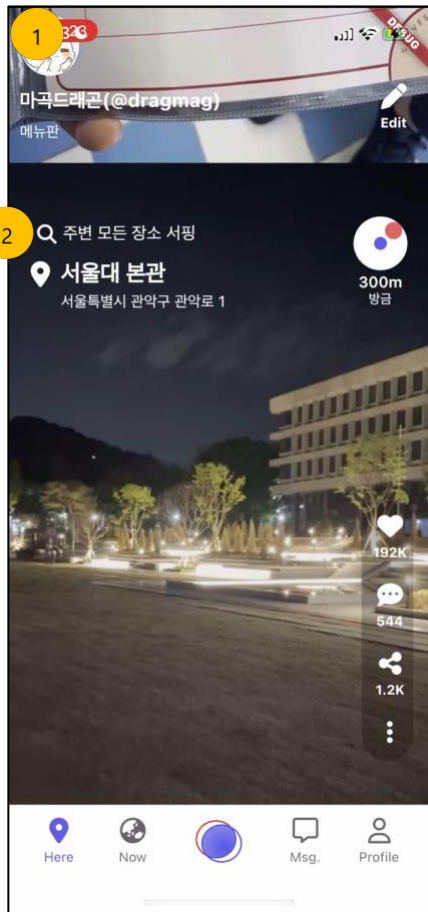 1
DEBUG
마곡드래곤(@dragmag)
메뉴판
Edit
2
주변 모든 장소 서핑
서울대 본관
서울특별시 관악구 관악로 1
300m
방금
192K
544
1.2K
Here
Now
Msg.
Profile